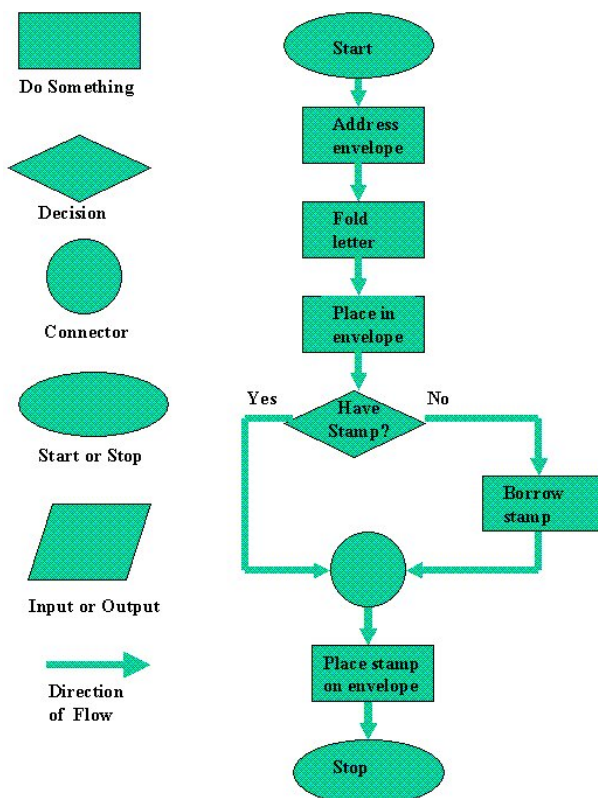 Do Something
Decision
Connector
Start or Stop
Input or Output
Direction
of Flow
Start
Address
envelope
Fold
letter
Place in
envelope
Have
Stamp?
Yes
No
Borrow
stamp
Place stamp
on envelope
Stop